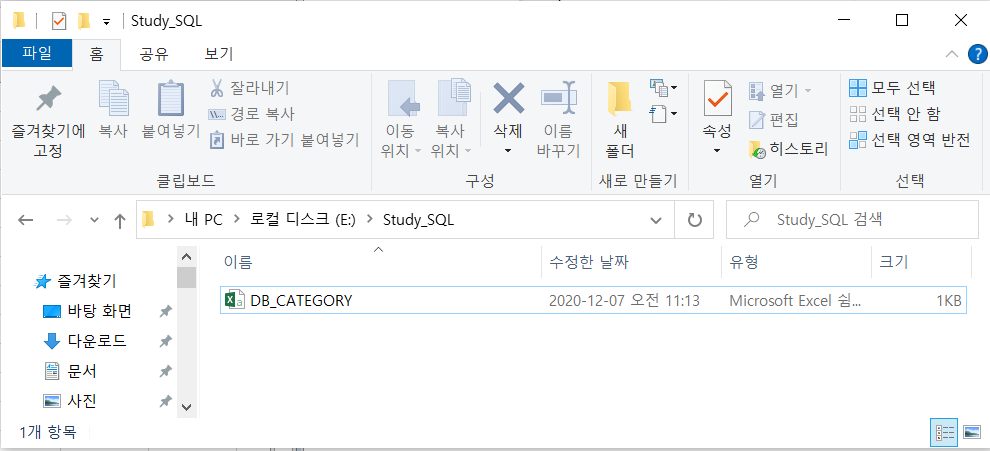 Study_SQL
파일 홈 공유 보기
즐겨찾기에 고정
복사
붙여넣기
잘라내기
경로 복사
바로 가기 붙여넣기
클립보드
이동 위치
복사 위치
삭제
이름 바꾸기
구성
새 폴더
새로 만들기
속성
열기
편집
히스토리
열기
모두 선택
선택 안 함
선택 영역 반전
선택
내 PC > 로컬 디스크 (E:) > Study_SQL
Study_SQL 검색
이름 수정한 날짜 유형 크기
DB_CATEGORY 2020-12-07 오전 11:13 Microsoft Excel 쉼... 1KB
즐겨찾기
바탕 화면
다운로드
문서
사진
1개 항목